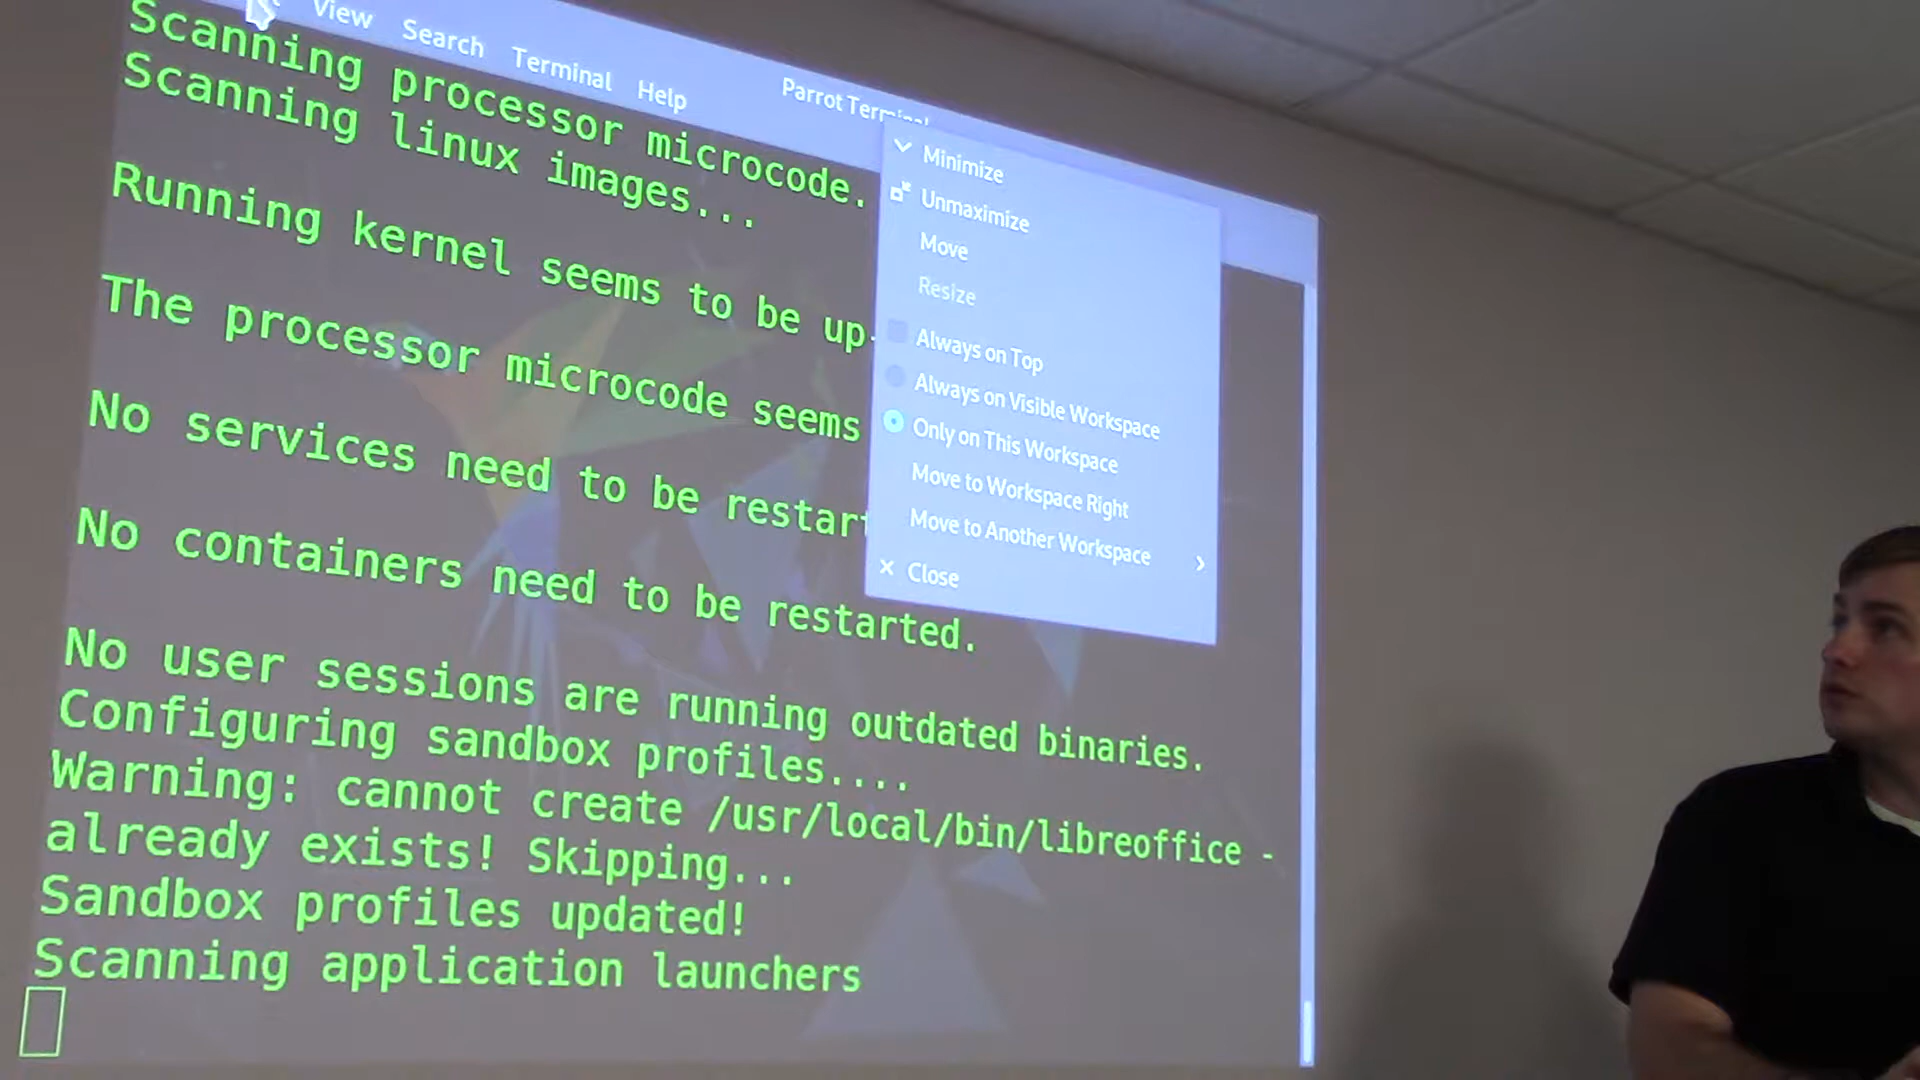 View Search Terminal Help
Parrot Terminal
Scanning processor microcode.
Scanning linux images...
Running kernel seems to be up-
The processor microcode seems
No services need to be restart
No containers need to be restarted.
No user sessions are running outdated binaries.
Configuring sandbox profiles....
Warning: cannot create /usr/local/bin/libreoffice -
already exists! Skipping...
Sandbox profiles updated!
Scanning application launchers
Minimize
Unmaximize
Move
Resize
Always on Top
Always on Visible Workspace
Only on This Workspace
Move to Workspace Right
Move to Another Workspace
Close